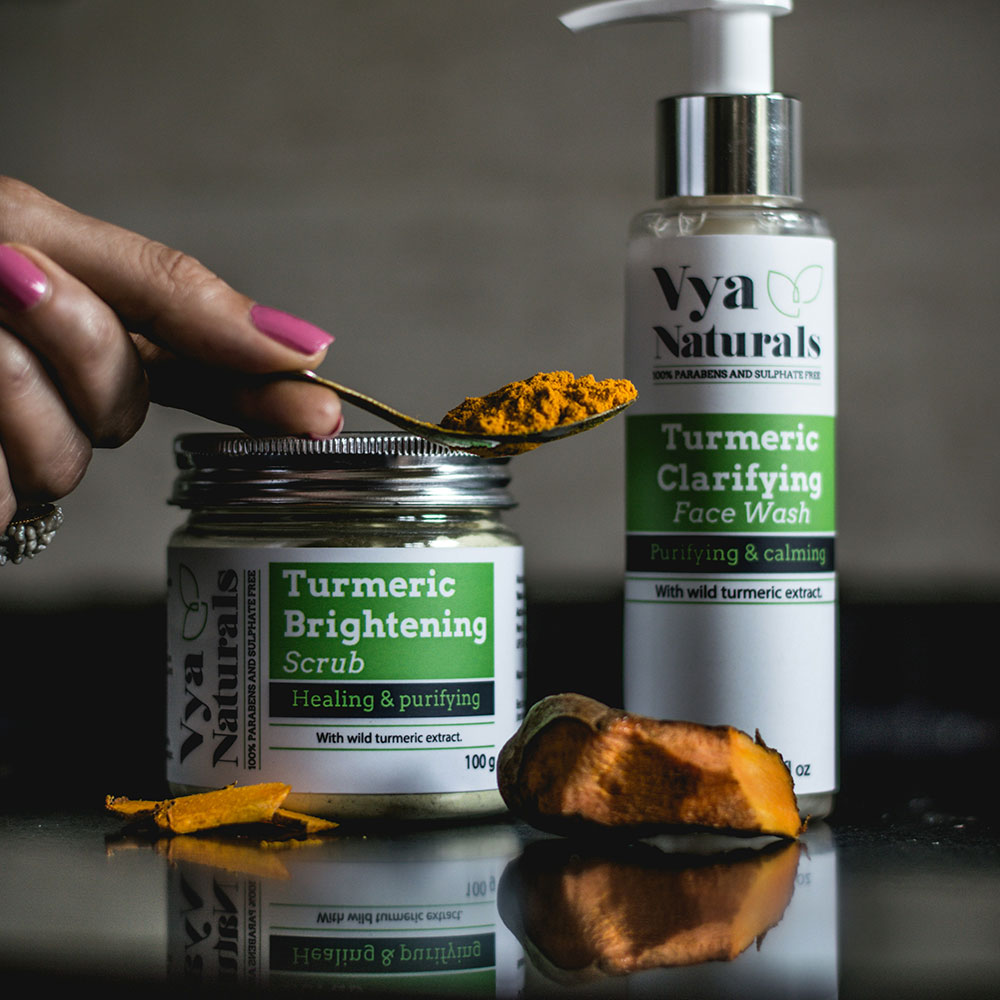 Vya
Naturals
100% PARABENS AND SULPHATE FREE
Turmeric
Brightening
Scrub
Healing & purifying
With wild turmeric extract.
100 g
Vya
Naturals
100% PARABENS AND SULPHATE FREE
Turmeric
Clarifying
Face Wash
Purifying & calming
With wild turmeric extract.
oz